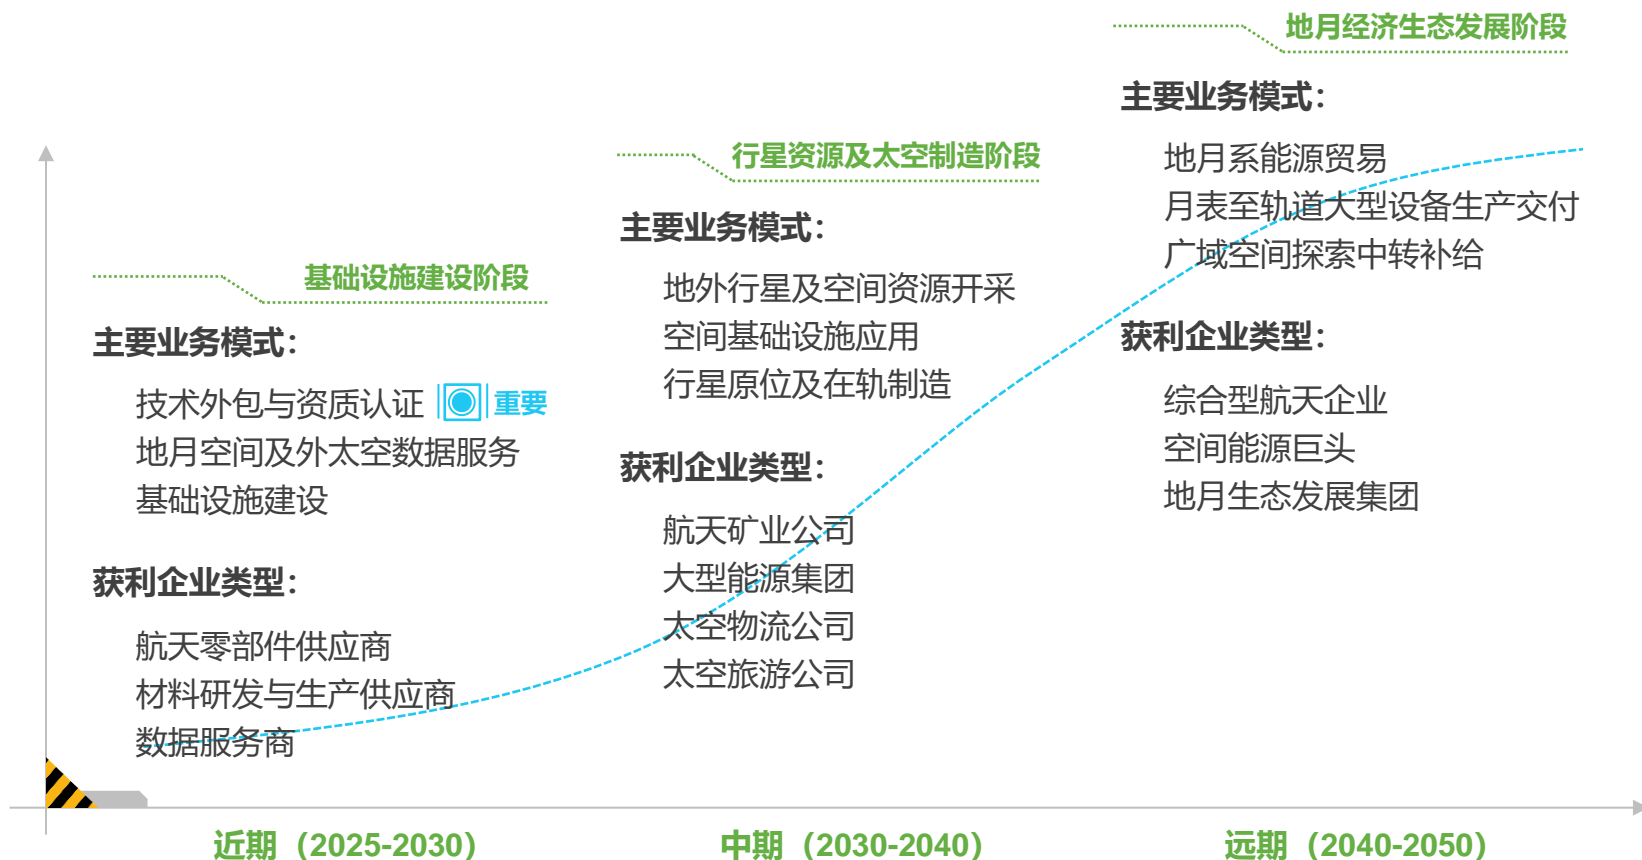 基础设施建设阶段
主要业务模式：
技术外包与资质认证 重要
地月空间及外太空数据服务
基础设施建设
获利企业类型：
航天零部件供应商
材料研发与生产供应商
数据服务商
近期（2025-2030）
行星资源及太空制造阶段
主要业务模式：
地外行星及空间资源开采
空间基础设施应用
行星原位及在轨制造
获利企业类型：
航天矿业公司
大型能源集团
太空物流公司
太空旅游公司
中期（2030-2040）
地月经济生态发展阶段
主要业务模式：
地月系能源贸易
月表至轨道大型设备生产交付
广域空间探索中转补给
获利企业类型：
综合型航天企业
空间能源巨头
地月生态发展集团
远期（2040-2050）